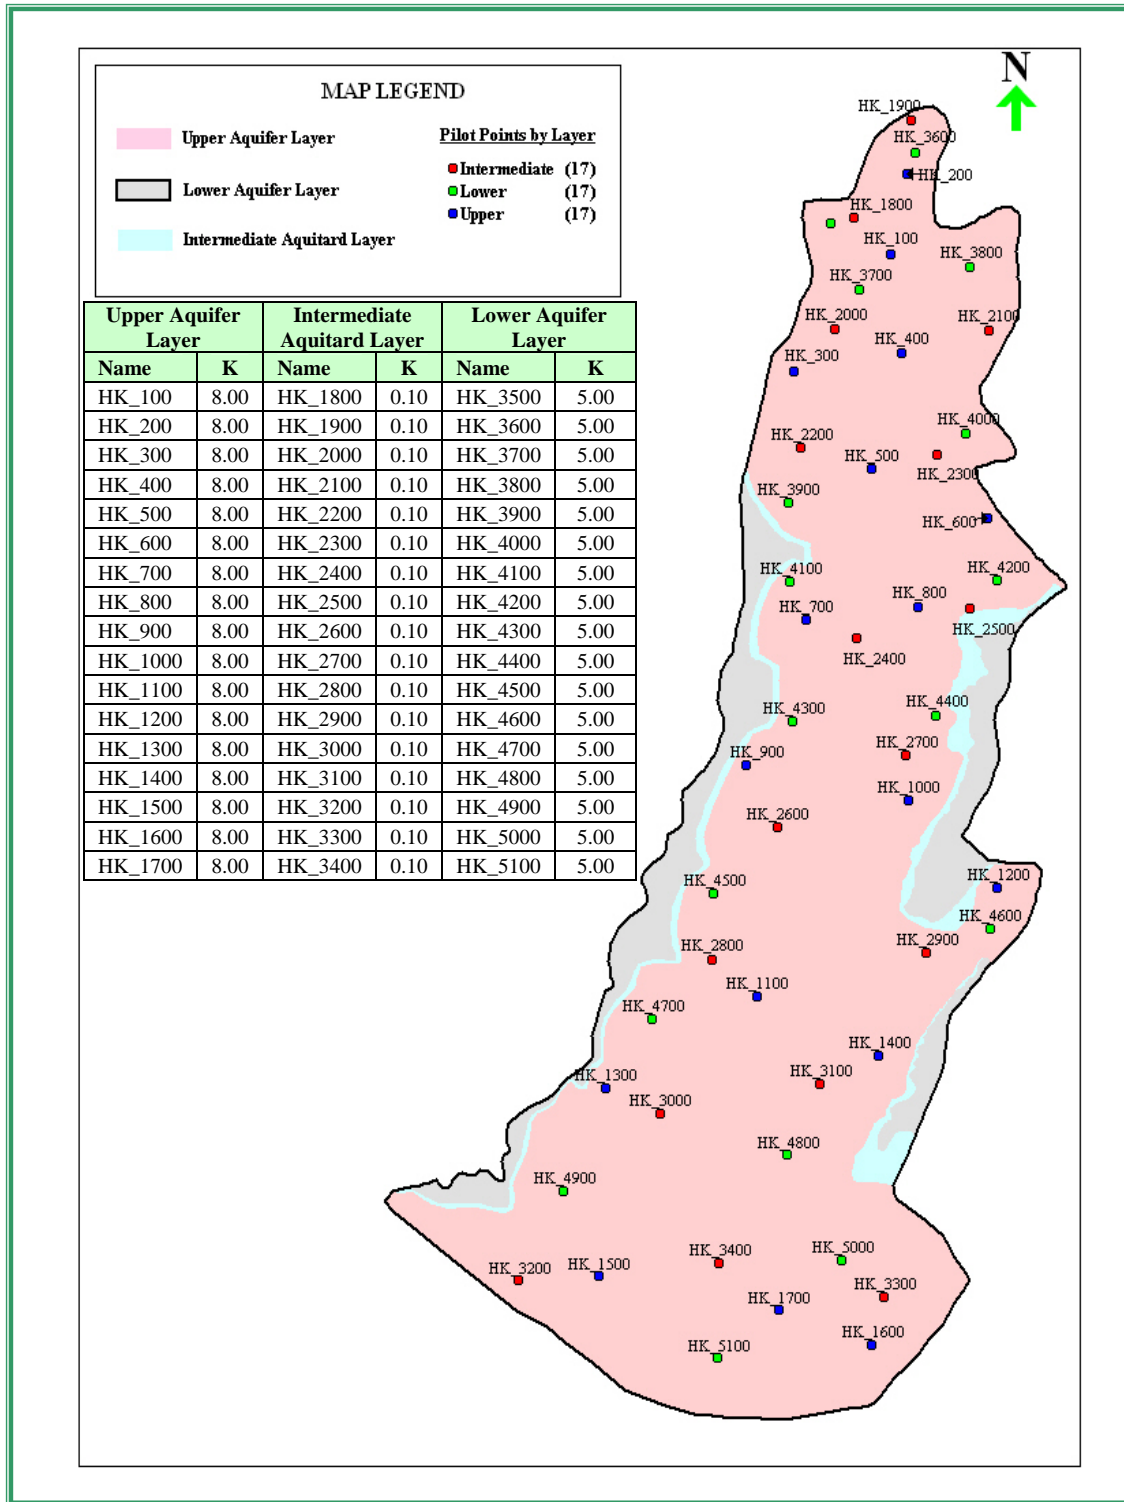 N
MAP LEGEND
Upper Aquifer Layer
Lower Aquifer Layer
Intermediate Aquitard Layer
Pilot Points by Layer
Intermediate (17)
Lower (17)
Upper (17)
Upper Aquifer Layer Intermediate Aquitard Layer Lower Aquifer Layer
Name K Name K Name K
HK_100 8.00 HK_1800 0.10 HK_3500 5.00
HK_200 8.00 HK_1900 0.10 HK_3600 5.00
HK_300 8.00 HK_2000 0.10 HK_3700 5.00
HK_400 8.00 HK_2100 0.10 HK_3800 5.00
HK_500 8.00 HK_2200 0.10 HK_3900 5.00
HK_600 8.00 HK_2300 0.10 HK_4000 5.00
HK_700 8.00 HK_2400 0.10 HK_4100 5.00
HK_800 8.00 HK_2500 0.10 HK_4200 5.00
HK_900 8.00 HK_2600 0.10 HK_4300 5.00
HK_1000 8.00 HK_2700 0.10 HK_4400 5.00
HK_1100 8.00 HK_2800 0.10 HK_4500 5.00
HK_1200 8.00 HK_2900 0.10 HK_4600 5.00
HK_1300 8.00 HK_3000 0.10 HK_4700 5.00
HK_1400 8.00 HK_3100 0.10 HK_4800 5.00
HK_1500 8.00 HK_3200 0.10 HK_4900 5.00
HK_1600 8.00 HK_3300 0.10 HK_5000 5.00
HK_1700 8.00 HK_3400 0.10 HK_5100 5.00
HK_1900
HK_3600
HK_200
HK_1800
HK_100
HK_3800
HK_3700
HK_2000
HK_2100
HK_400
HK_300
HK_4000
HK_2200
HK_500
HK_2300
HK_3900
HK_600
HK_4100
HK_4200
HK_700
HK_800
HK_2500
HK_2400
HK_4300
HK_4400
HK_2700
HK_900
HK_1000
HK_2600
HK_1200
HK_4500
HK_4600
HK_2900
HK_2800
HK_1100
HK_4700
HK_1400
HK_1300
HK_3100
HK_3000
HK_4800
HK_4900
HK_3400
HK_5000
HK_3200
HK_1500
HK_3300
HK_1700
HK_1600
HK_5100